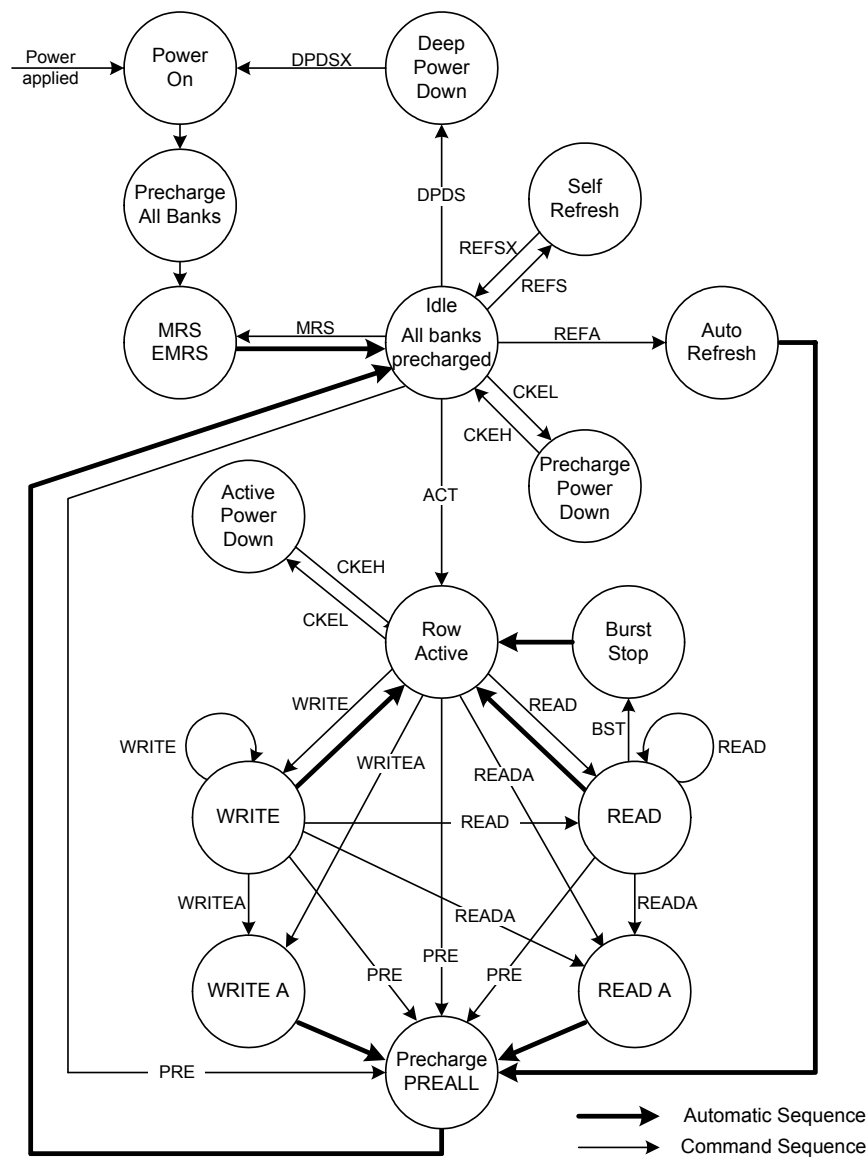 Power
applied
Power
On
DPDSX
Deep
Power
Down
Precharge
All Banks
DPDS
Self
Refresh
REFSX
REFS
MRS
EMRS
MRS
Idle
All banks
precharged
REFA
Auto
Refresh
CKEL
CKEH
Precharge
Power
Down
ACT
Active
Power
Down
CKEH
CKEL
Row
Active
Burst
Stop
WRITE
READ
BST
WRITE
WRITEA
READA
READ
WRITE
READ
READ
WRITEA
READA
READA
PRE
PRE
PRE
WRITE A
READ A
PRE
Precharge
PREALL
Automatic Sequence
Command Sequence